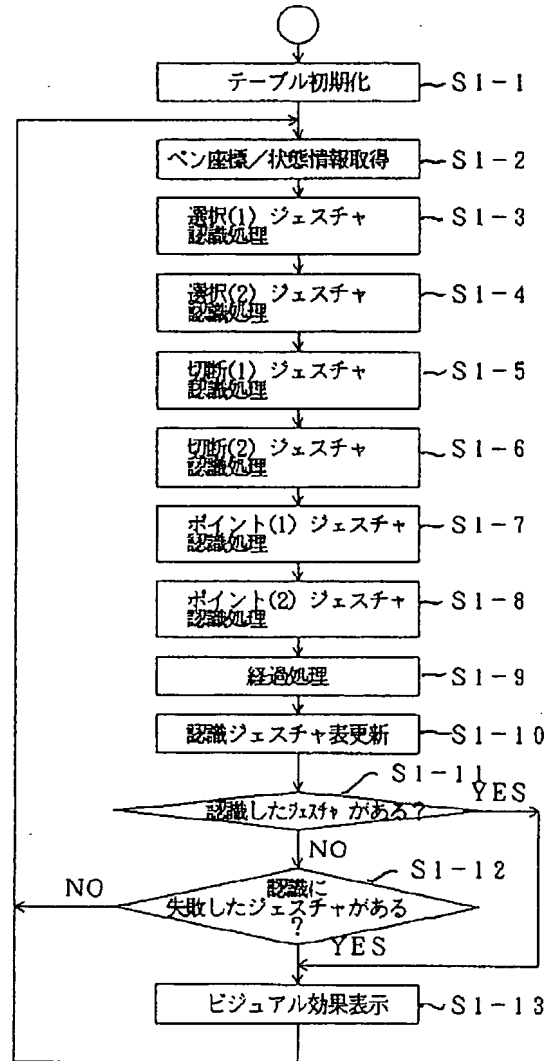 テーブル初期化
S1-1
ペン座標/状態情報取得
S1-2
選択(1) ジェスチャ
認識処理
S1-3
選択(2) ジェスチャ
認識処理
S1-4
切断(1) ジェスチャ
認識処理
S1-5
切断(2) ジェスチャ
認識処理
S1-6
ポイント(1) ジェスチャ
認識処理
S1-7
ポイント(2) ジェスチャ
認識処理
S1-8
経過処理
S1-9
認識ジェスチャ表更新
S1-10
S1-11
認識したジェスチャ がある?
YES
NO
S1-12
認識に
失敗したジェスチャがある
?
NO
YES
ビジュアル効果表示
S1-13